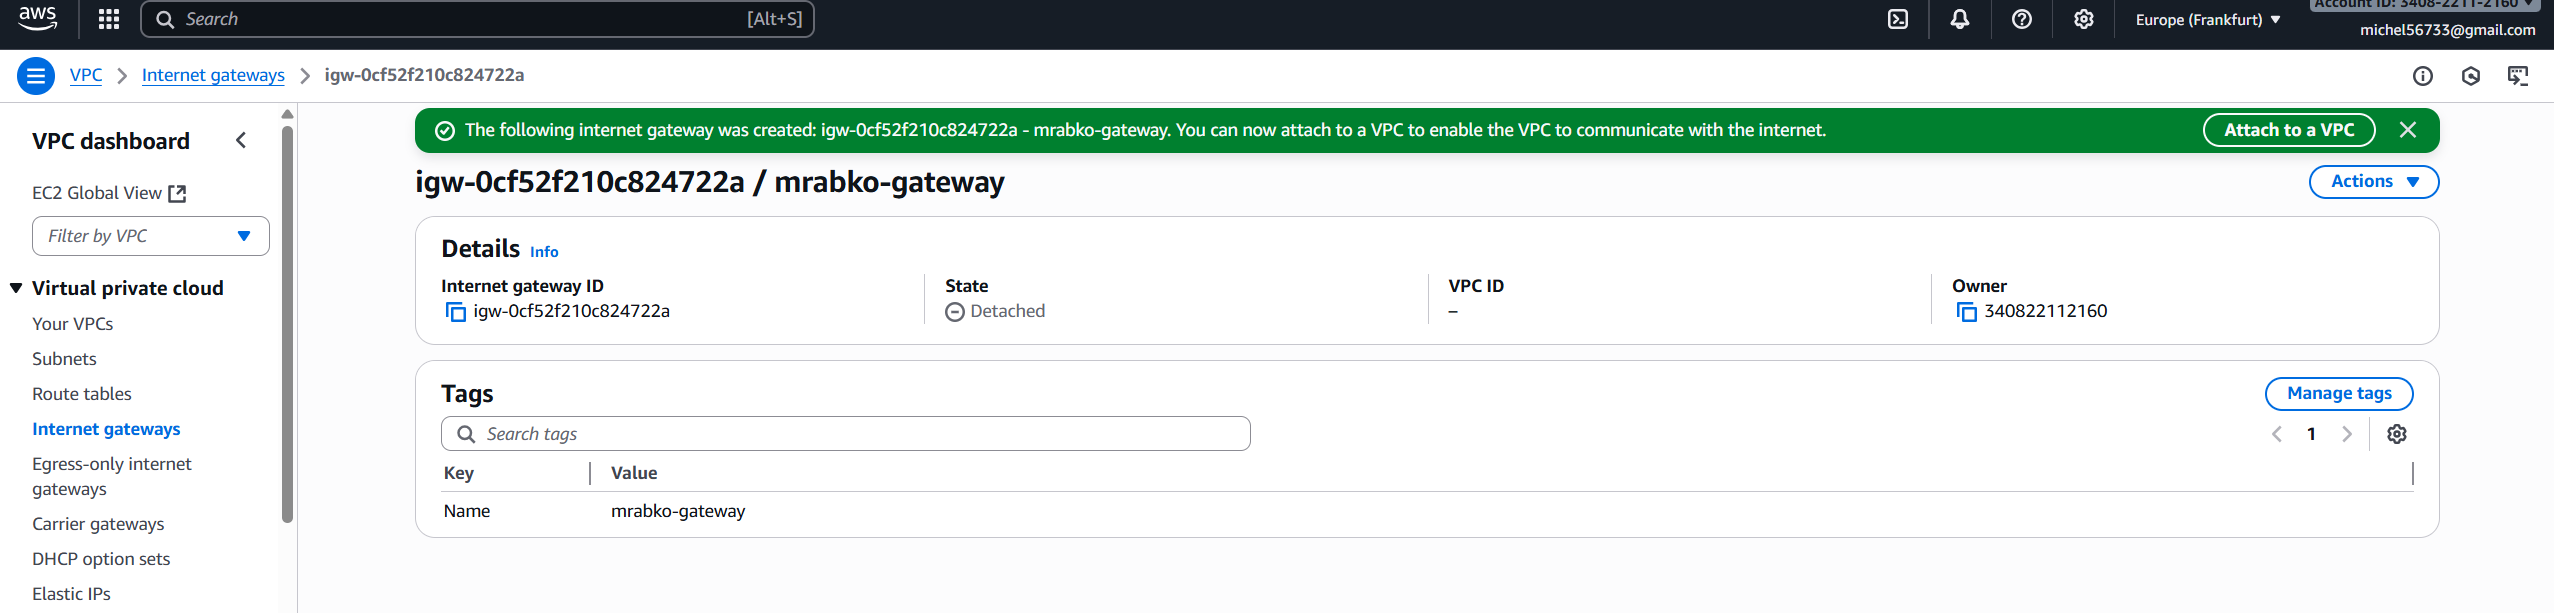 aws
Search [Alt+S]
Europe (Frankfurt)
Account ID: 3408-2211-2160
michel56733@gmail.com
VPC
Internet gateways
igw-0cf52f210c824722a
VPC dashboard
EC2 Global View
Filter by VPC
Virtual private cloud
Your VPCs
Subnets
Route tables
Internet gateways
Egress-only internet
gateways
Carrier gateways
DHCP option sets
Elastic IPs
The following internet gateway was created: igw-0cf52f210c824722a - mrabko-gateway. You can now attach to a VPC to enable the VPC to communicate with the internet.
Attach to a VPC
igw-0cf52f210c824722a / mrabko-gateway
Actions
Details Info
Internet gateway ID
igw-0cf52f210c824722a
State
Detached
VPC ID
–
Owner
340822112160
Tags
Manage tags
Search tags
1
Key Value
Name mrabko-gateway